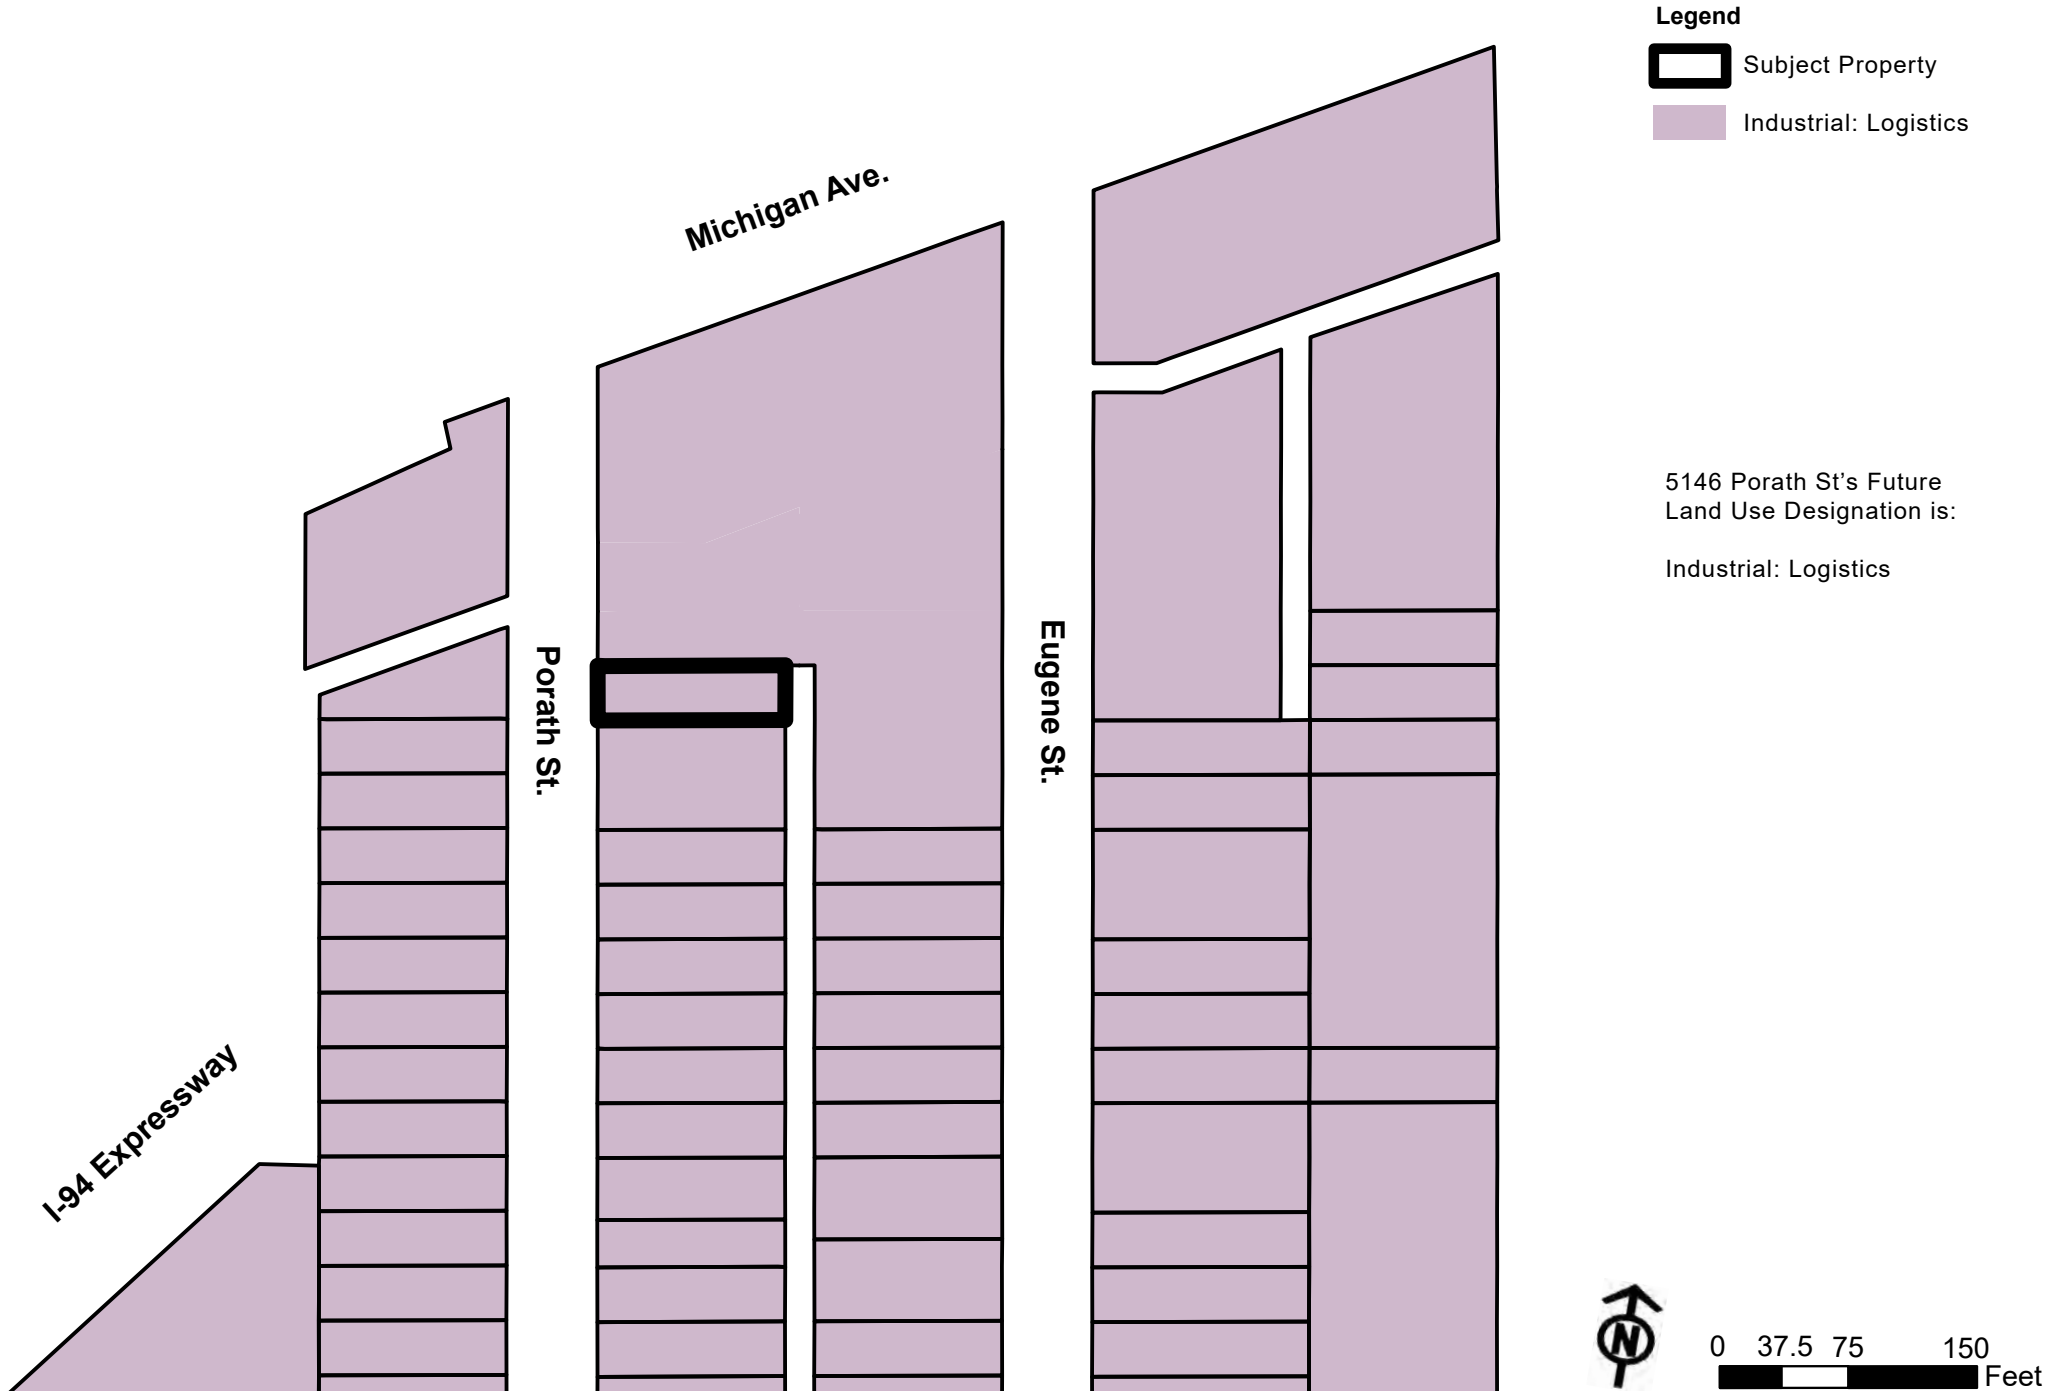 Legend
Subject Property
Industrial: Logistics
Michigan Ave.
5146 Porath St’s Future
Land Use Designation is:
Industrial: Logistics
Porath St.
Eugene St.
I-94 Expressway
N
0 37.5 75 150
Feet